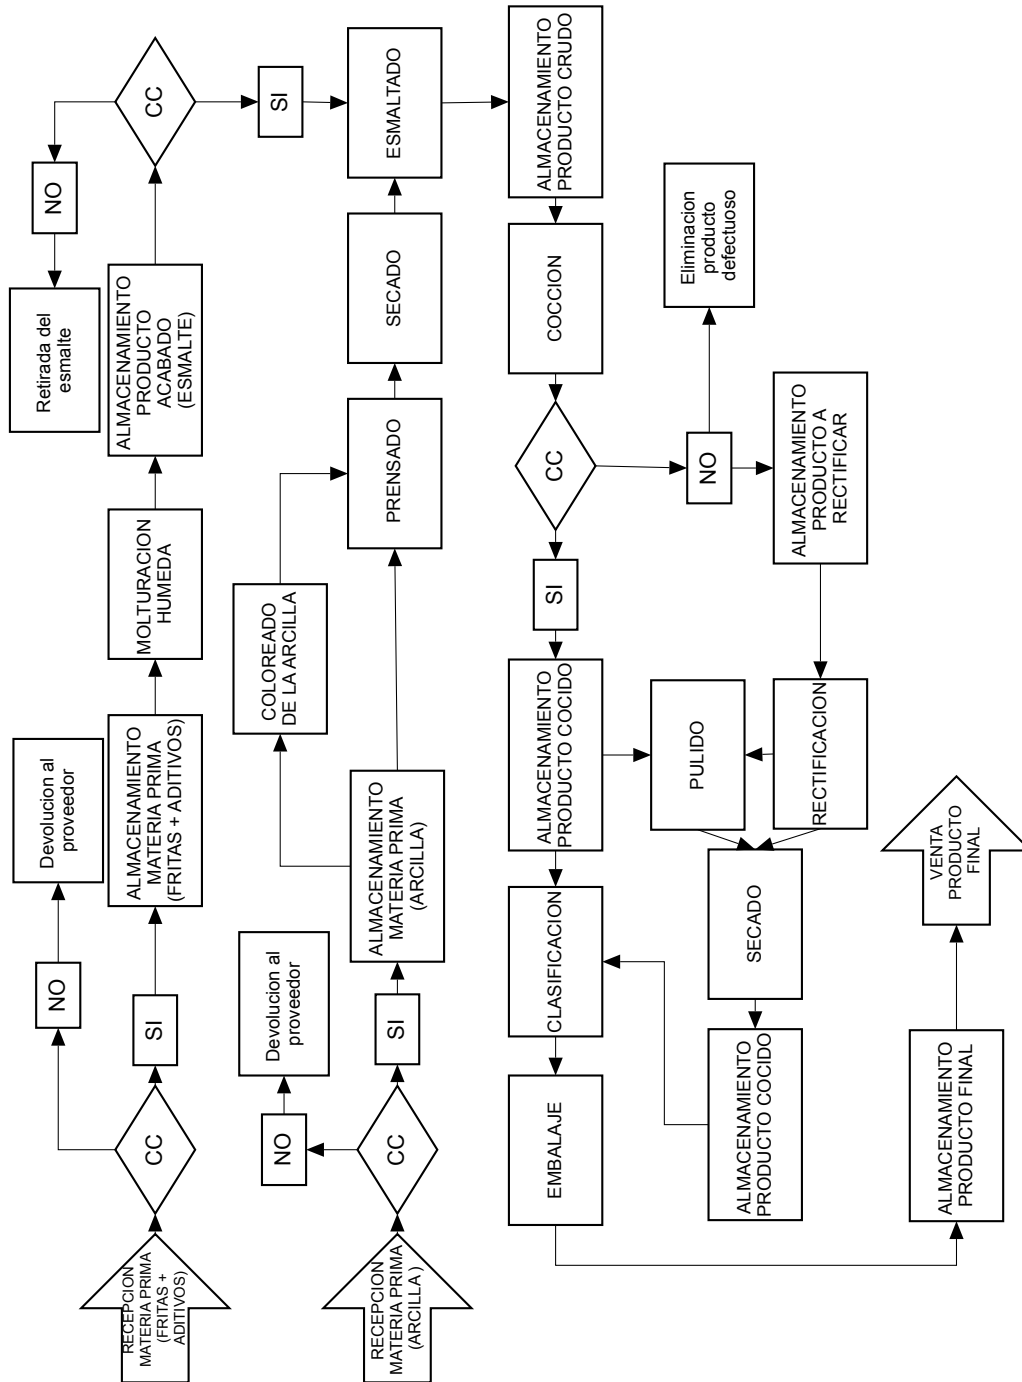 RECEPCION
MATERIA PRIMA
(FRITAS +
ADITIVOS)
CC
NO
Devolucion al
proveedor
SI
ALMACENAMIENTO
MATERIA PRIMA
(FRITAS + ADITIVOS)
MOLTURACION
HUMEDA
ALMACENAMIENTO
PRODUCTO
ACABADO
(ESMALTE)
CC
NO
Retirada del
esmalte
SI
RECEPCION
MATERIA PRIMA
(ARCILLA )
CC
NO
Devolucion al
proveedor
SI
ALMACENAMIENTO
MATERIA PRIMA
(ARCILLA)
COLOREADO
DE LA ARCILLA
PRENSADO
SECADO
ESMALTADO
ALMACENAMIENTO
PRODUCTO CRUDO
COCCION
CC
NO
Eliminacion
producto
defectuoso
ALMACENAMIENTO
PRODUCTO A
RECTIFICAR
SI
ALMACENAMIENTO
PRODUCTO COCIDO
PULIDO
RECTIFICACION
SECADO
ALMACENAMIENTO
PRODUCTO COCIDO
CLASIFICACION
EMBALAJE
ALMACENAMIENTO
PRODUCTO FINAL
VENTA
PRODUCTO
FINAL